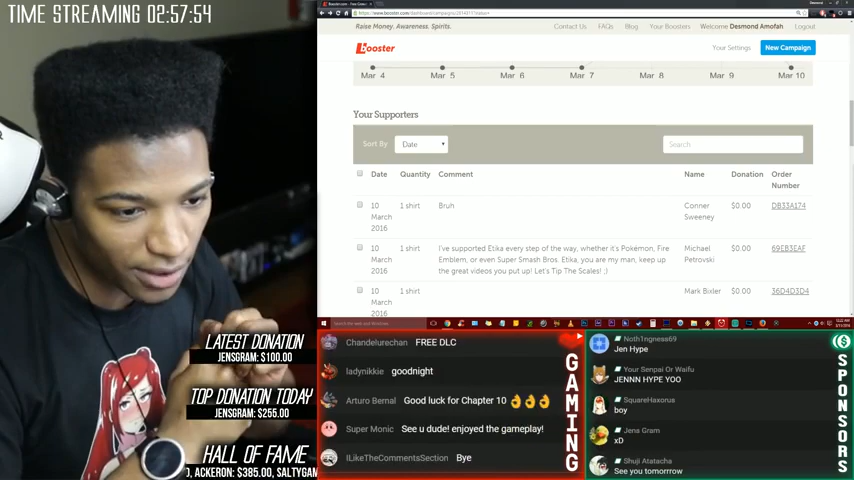 TIME STREAMING 02:57:54
Raise Money. Awareness. Spirits.
Contact Us FAQs Blog Your Boosters Welcome Desmond Amofah Logout
Booster
Your Settings New Campaign
Mar 4 Mar 5 Mar 6 Mar 7 Mar 8 Mar 9 Mar 10
Your Supporters
Sort By Date Search
Date Quantity Comment Name Donation Order Number
10 March 2016 1 shirt Bruh Conner Sweeney $0.00 DB33A174
10 March 2016 1 shirt I've supported Etika every step of the way, whether it's Pokémon, Fire
Emblem, or even Super Smash Bros. Etika, you are my man, keep up
the great videos you put up! Let's Tip The Scales! ;)
Michael Petrovski $0.00 69EB3EAF
10 March 2016 1 shirt Mark Bixler $0.00 36D4D3D4
LATEST DONATION
JENSGRAM: $100.00
TOP DONATION TODAY
JENSGRAM: $255.00
HALL OF FAME
ACKERON: $385.00, SALTYGAM
Chandelurechan FREE DLC
ladynikkie goodnight
Arturo Bernal Good luck for Chapter 10 👌👌👌
Super Monic See u dude! enjoyed the gameplay!
ILikeTheCommentsSection Bye
GAMING
Noth1ngness69
Jen Hype
Your Senpai Or Waifu
JENNN HYPE YOO
SquareHaxorus
boy
Jena Gram
xD
Shuji Atatacha
See you tomorrrow
SPONSORS